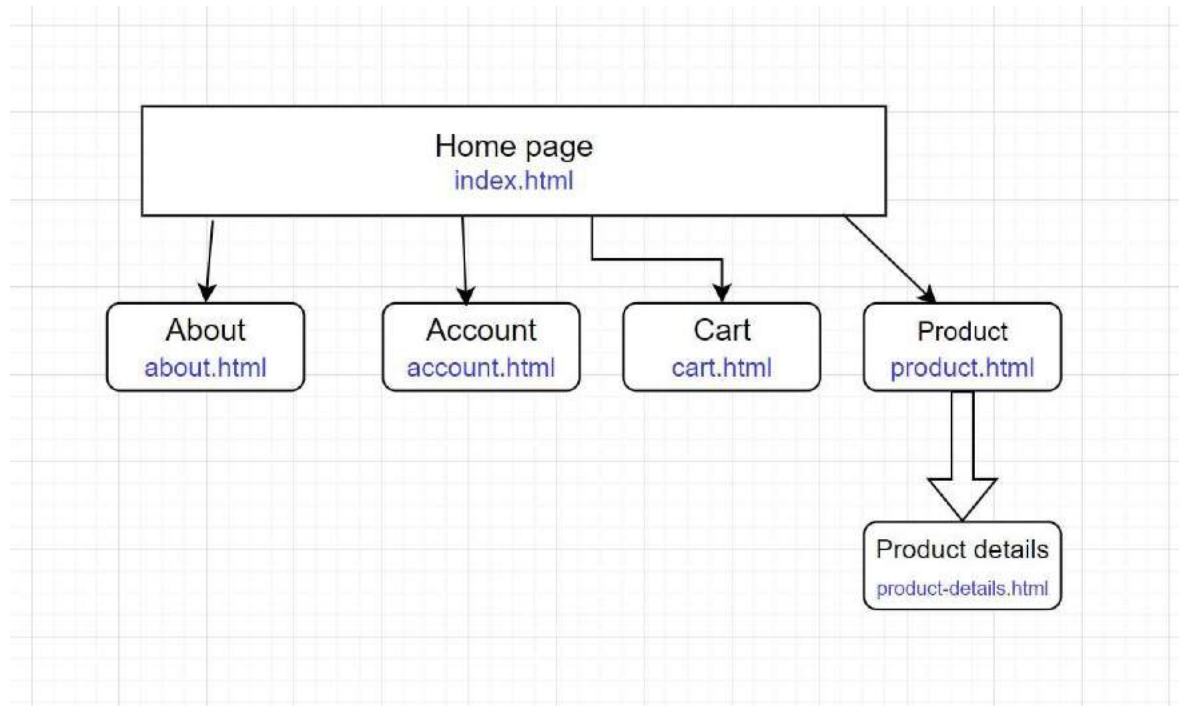 Home page
index.html
About
about.html
Account
account.html
Cart
cart.html
Product
product.html
Product details
product-details.html